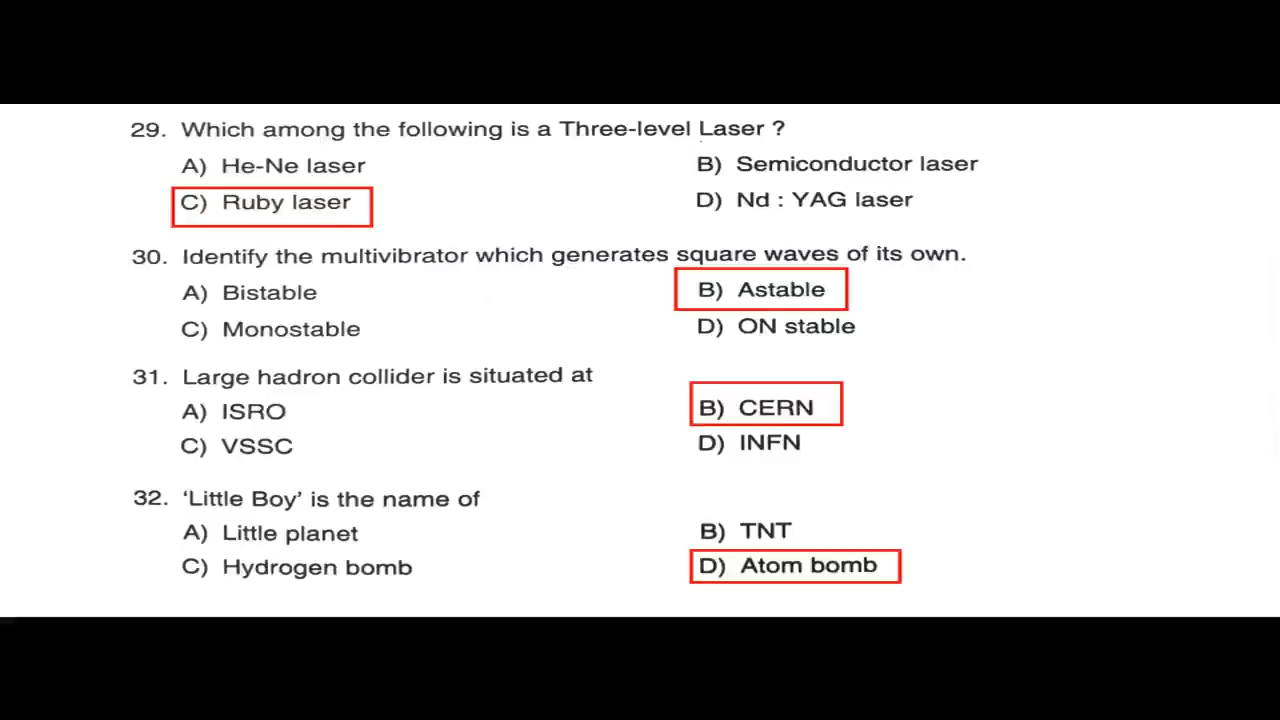 29. Which among the following is a Three-level Laser ?
A) He-Ne laser B) Semiconductor laser
C) Ruby laser D) Nd : YAG laser
30. Identify the multivibrator which generates square waves of its own.
A) Bistable B) Astable
C) Monostable D) ON stable
31. Large hadron collider is situated at
A) ISRO B) CERN
C) VSSC D) INFN
32. ‘Little Boy’ is the name of
A) Little planet B) TNT
C) Hydrogen bomb D) Atom bomb